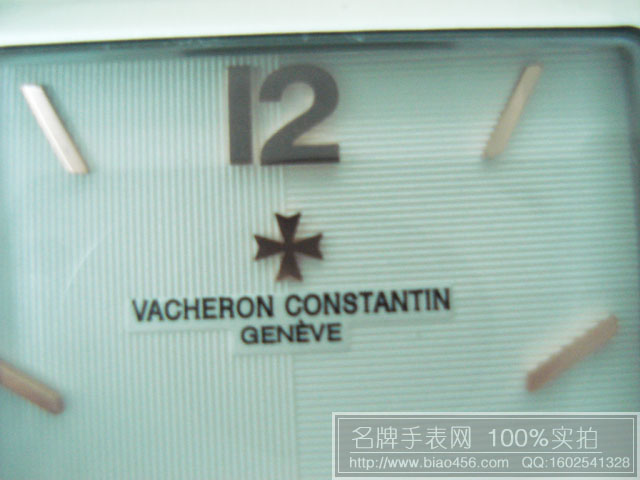 12
VACHERON CONSTANTIN
GENÈVE
名牌手表网 100%实拍
http://www.biao456.com QQ:1602541328